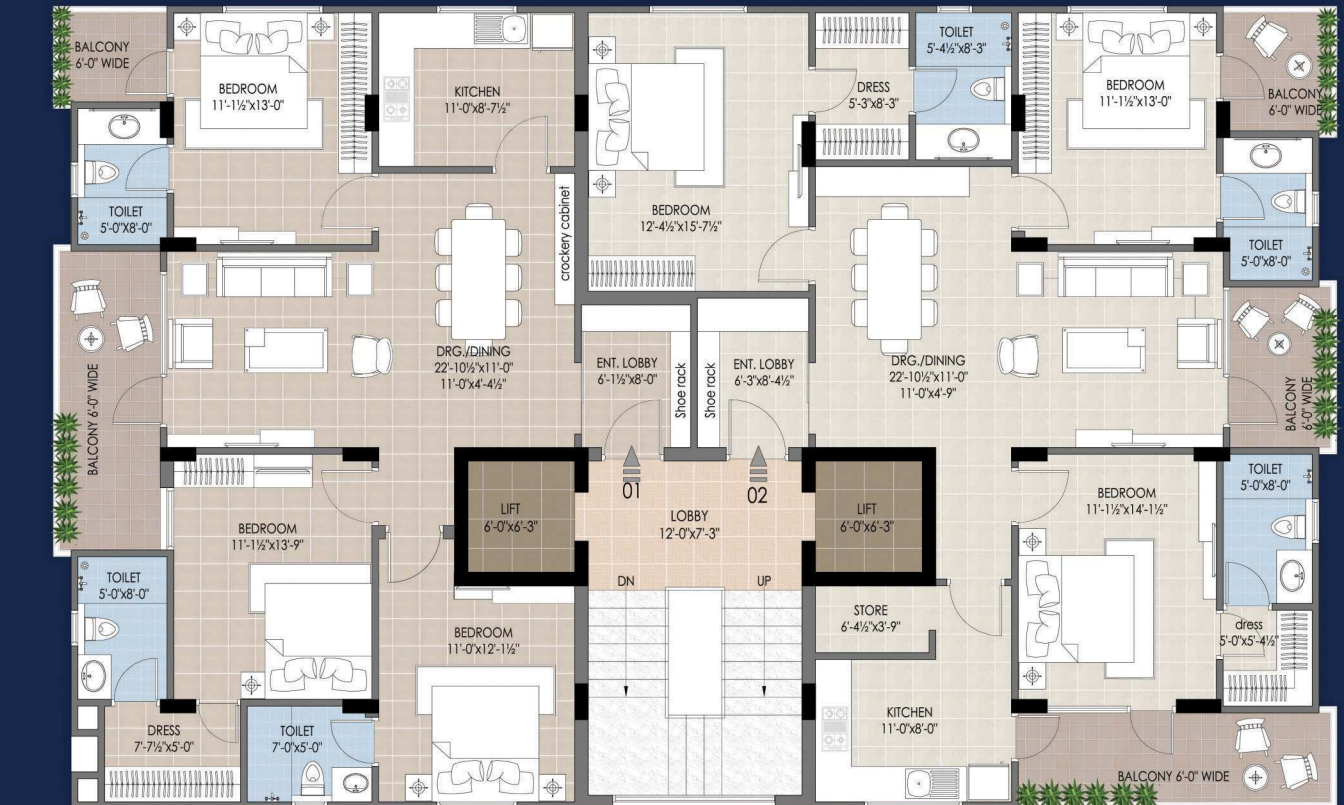 BALCONY
6'-0" WIDE
BEDROOM
11'-1½"x13'-0"
KITCHEN
11'-0"x8'-7½"
DRESS
5'-3"x8'-3"
TOILET
5'-4½"x8'-3"
BEDROOM
11'-1½"x13'-0"
BALCONY
6'-0" WIDE
TOILET
5'-0"X8'-0"
crockery cabinet
BEDROOM
12'-4½"x15'-7½"
TOILET
5'-0"x8'-0"
BALCONY 6'-0" WIDE
DRG./DINING
22'-10½"x11'-0"
11'-0"x4'-4½"
ENT. LOBBY
6'-1½"x8'-0"
Shoe rack
Shoe rack
ENT. LOBBY
6'-3"x8'-4½"
DRG./DINING
22'-10½"x11'-0"
11'-0"x4'-9"
BALCONY
6'-0" WIDE
01
02
BEDROOM
11'-1½"x13'-9"
LIFT
6'-0"x6'-3"
LOBBY
12'-0"x7'-3"
LIFT
6'-0"x6'-3"
BEDROOM
11'-1½"x14'-1½"
TOILET
5'-0"x8'-0"
TOILET
5'-0"x8'-0"
DN
UP
BEDROOM
11'-0"x12'-1½"
STORE
6'-4½"x3'-9"
dress
5'-0"x5'-4½"
DRESS
7'-7½"x5'-0"
TOILET
7'-0"x5'-0"
KITCHEN
11'-0"x8'-0"
BALCONY 6'-0" WIDE